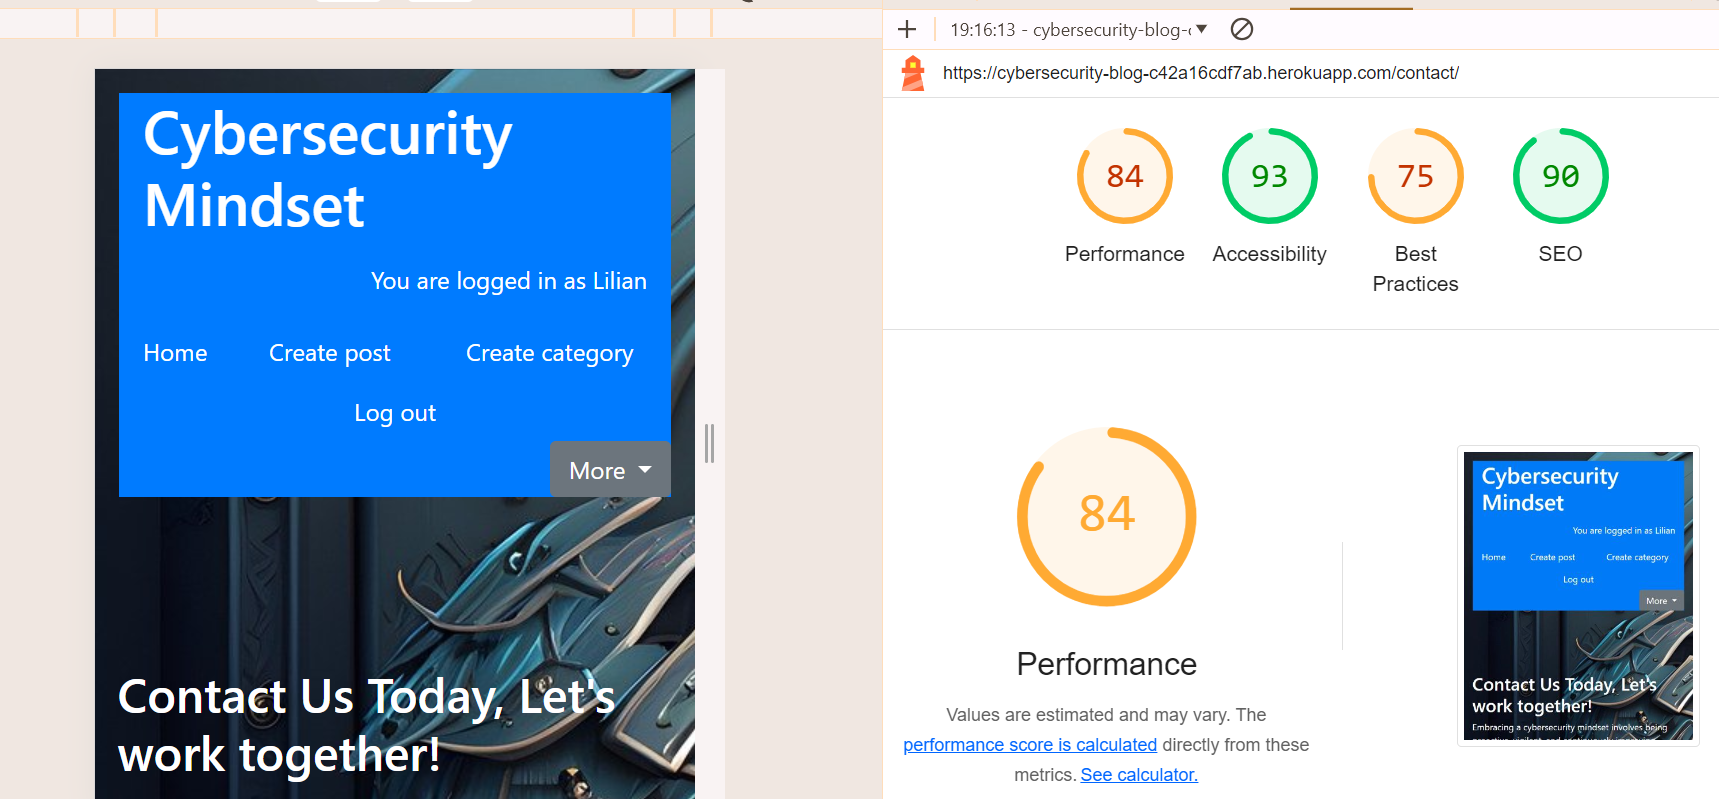 Cybersecurity
Mindset
You are logged in as Lilian
Home Create post Create category
Log out
More
Contact Us Today, Let's
work together!
19:16:13 - cybersecurity-blog-
https://cybersecurity-blog-c42a16cdf7ab.herokuapp.com/contact/
84 93 75 90
Performance Accessibility Best Practices SEO
84
Performance
Values are estimated and may vary. The
performance score is calculated directly from these
metrics. See calculator.
Cybersecurity
Mindset
You are logged in as Lilian
Home Create post Create category
Log out
More
Contact Us Today, Let's
work together!
Embracing a cybersecurity mindset involves being